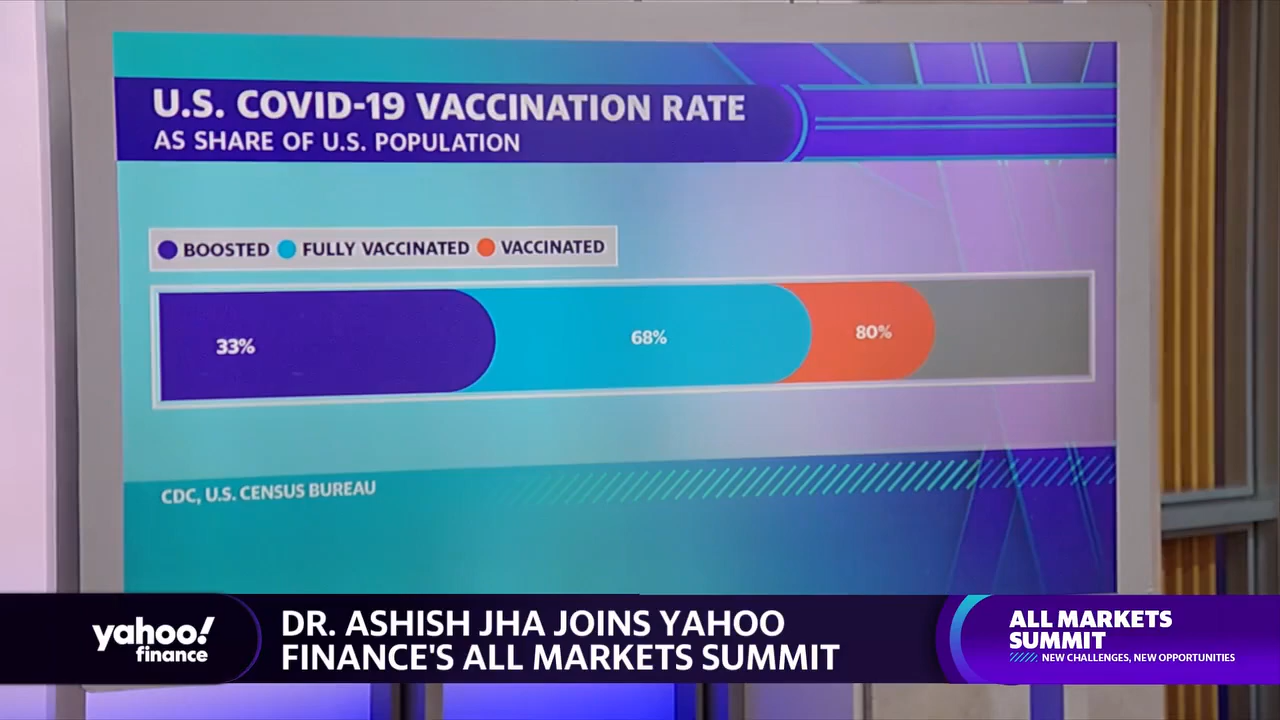 U.S. COVID-19 VACCINATION RATE
AS SHARE OF U.S. POPULATION
BOOSTED FULLY VACCINATED VACCINATED
33% 68% 80%
CDC, U.S. CENSUS BUREAU
yahoo!
finance
DR. ASHISH JHA JOINS YAHOO
FINANCE'S ALL MARKETS SUMMIT
ALL MARKETS
SUMMIT
NEW CHALLENGES, NEW OPPORTUNITIES